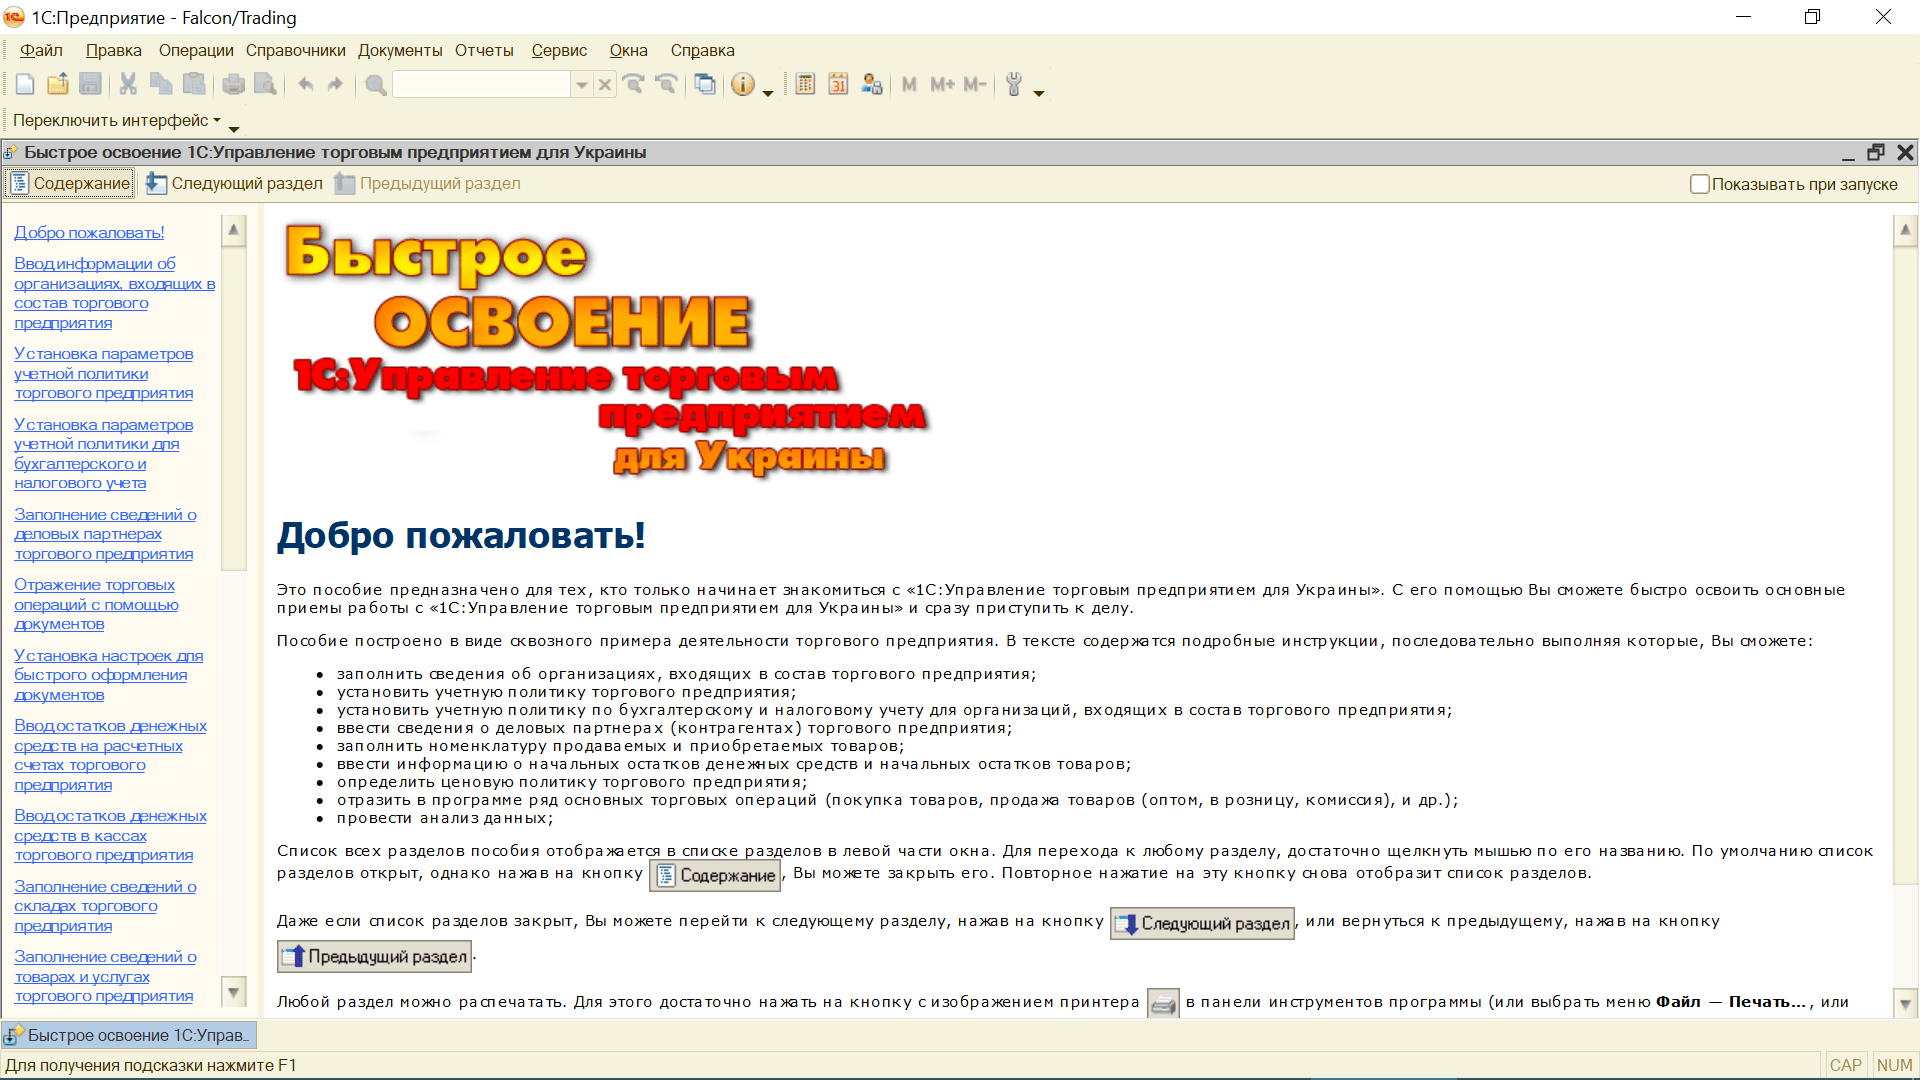 1С:Предприятие - Falcon/Trading
Файл Правка Операции Справочники Документы Отчеты Сервис Окна Справка
31 M M+ M-
Переключить интерфейс
Быстрое освоение 1С:Управление торговым предприятием для Украины
Содержание Следующий раздел Предыдущий раздел Показывать при запуске
Добро пожаловать!
Ввод информации об
организациях, входящих в
состав торгового
предприятия
Установка параметров
учетной политики
торгового предприятия
Установка параметров
учетной политики для
бухгалтерского и
налогового учета
Заполнение сведений о
деловых партнерах
торгового предприятия
Отражение торговых
операций с помощью
документов
Установка настроек для
быстрого оформления
документов
Ввод остатков денежных
средств на расчетных
счетах торгового
предприятия
Ввод остатков денежных
средств в кассах
торгового предприятия
Заполнение сведений о
складах торгового
предприятия
Заполнение сведений о
товарах и услугах
торгового предприятия
Быстрое
ОСВОЕНИЕ
1С:Управление торговым
предприятием
для Украины
Добро пожаловать!
Это пособие предназначено для тех, кто только начинает знакомиться с «1С:Управление торговым предприятием для Украины». С его помощью Вы сможете быстро освоить основные
приемы работы с «1С:Управление торговым предприятием для Украины» и сразу приступить к делу.
Пособие построено в виде сквозного примера деятельности торгового предприятия. В тексте содержатся подробные инструкции, последовательно выполняя которые, Вы сможете:
• заполнить сведения об организациях, входящих в состав торгового предприятия;
• установить учетную политику торгового предприятия;
• установить учетную политику по бухгалтерскому и налоговому учету для организаций, входящих в состав торгового предприятия;
• ввести сведения о деловых партнерах (контрагентах) торгового предприятия;
• заполнить номенклатуру продаваемых и приобретаемых товаров;
• ввести информацию о начальных остатков денежных средств и начальных остатков товаров;
• определить ценовую политику торгового предприятия;
• отразить в программе ряд основных торговых операций (покупка товаров, продажа товаров (оптом, в розницу, комиссия), и др.);
• провести анализ данных;
Список всех разделов пособия отображается в списке разделов в левой части окна. Для перехода к любому разделу, достаточно щелкнуть мышью по его названию. По умолчанию список
разделов открыт, однако нажав на кнопку Содержание, Вы можете закрыть его. Повторное нажатие на эту кнопку снова отобразит список разделов.
Даже если список разделов закрыт, Вы можете перейти к следующему разделу, нажав на кнопку Следующий раздел, или вернуться к предыдущему, нажав на кнопку
Предыдущий раздел.
Любой раздел можно распечатать. Для этого достаточно нажать на кнопку с изображением принтера в панели инструментов программы (или выбрать меню Файл — Печать..., или
Быстрое освоение 1С:Управ...
Для получения подсказки нажмите F1 CAP NUM